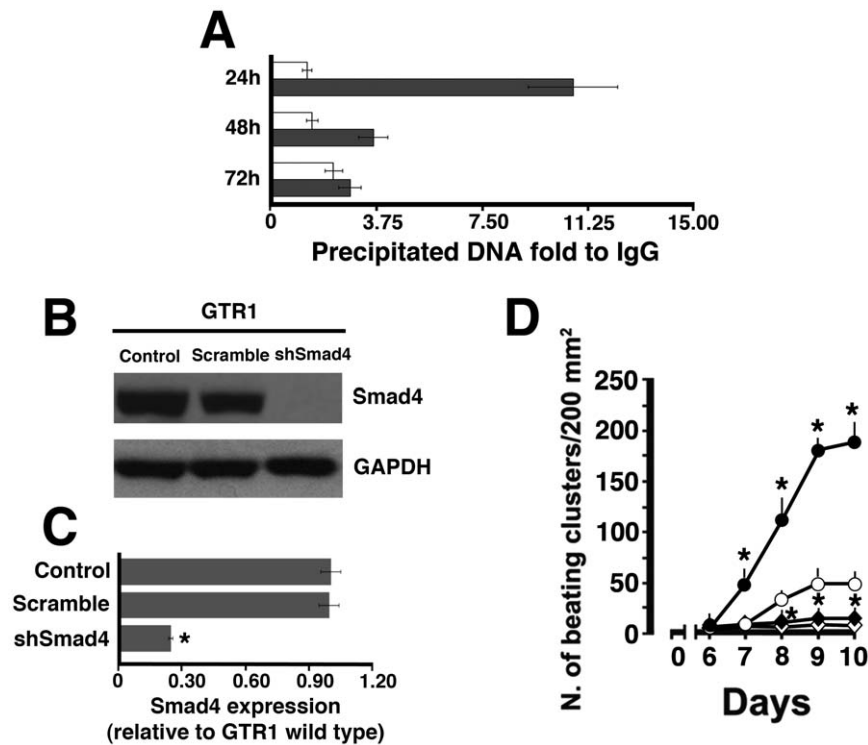 A
24h
48h
72h
0 3.75 7.50 11.25 15.00
Precipitated DNA fold to IgG
B
GTR1
Control Scramble shSmad4
Smad4
GAPDH
C
Control
Scramble
shSmad4 *
0 0.30 0.60 0.90 1.20
Smad4 expression
(relative to GTR1 wild type)
D
N. of beating clusters/200 mm²
250
200
150
100
50
0
* * * * * * *
0 6 7 8 9 10
Days